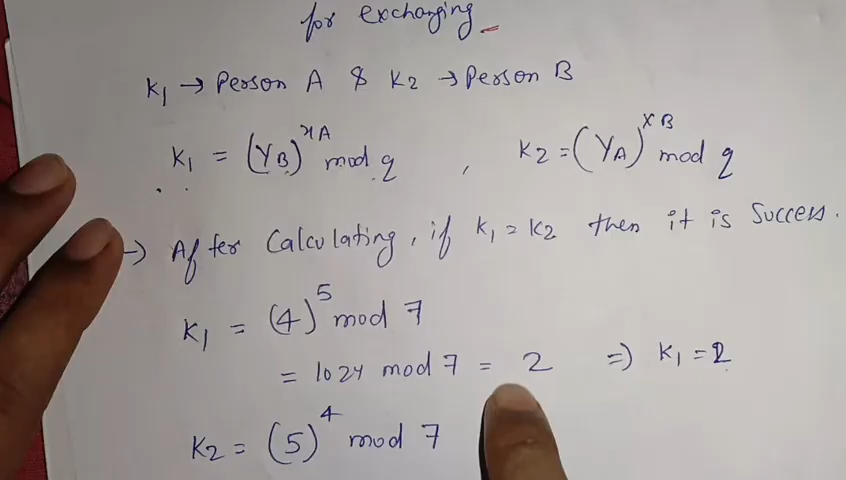 for exchanging
K1 → Person A & K2 → Person B
K1 = (YB)^xA mod q , K2 = (YA)^XB mod q
→ After Calculating, if K1 = K2 then it is Success.
K1 = (4)^5 mod 7
= 1024 mod 7 = 2 => K1 = 2
K2 = (5)^4 mod 7